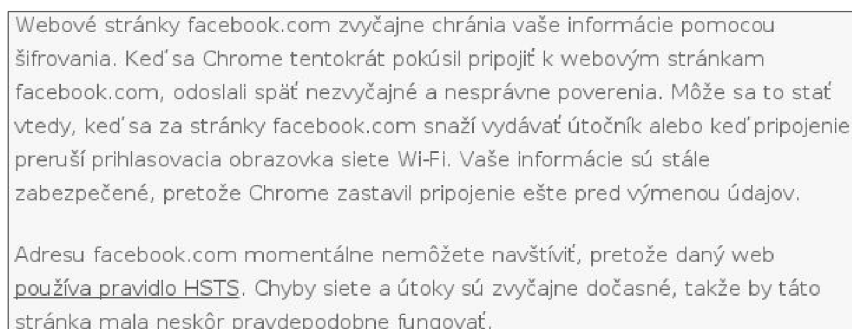 Webové stránky facebook.com zvyčajne chránia vaše informácie pomocou
šifrovania. Keď sa Chrome tentokrát pokúsil pripojiť k webovým stránkam
facebook.com, odoslali späť nezvyčajné a nesprávne poverenia. Môže sa to stať
vtedy, keď sa za stránky facebook.com snaží vydávať útočník alebo keď pripojenie
preruší prihlasovacia obrazovka siete Wi-Fi. Vaše informácie sú stále
zabezpečené, pretože Chrome zastavil pripojenie ešte pred výmenou údajov.
Adresu facebook.com momentálne nemôžete navštíviť, pretože daný web
používa pravidlo HSTS. Chyby siete a útoky sú zvyčajne dočasné, takže by táto
stránka mala neskôr pravdepodobne fungovať.